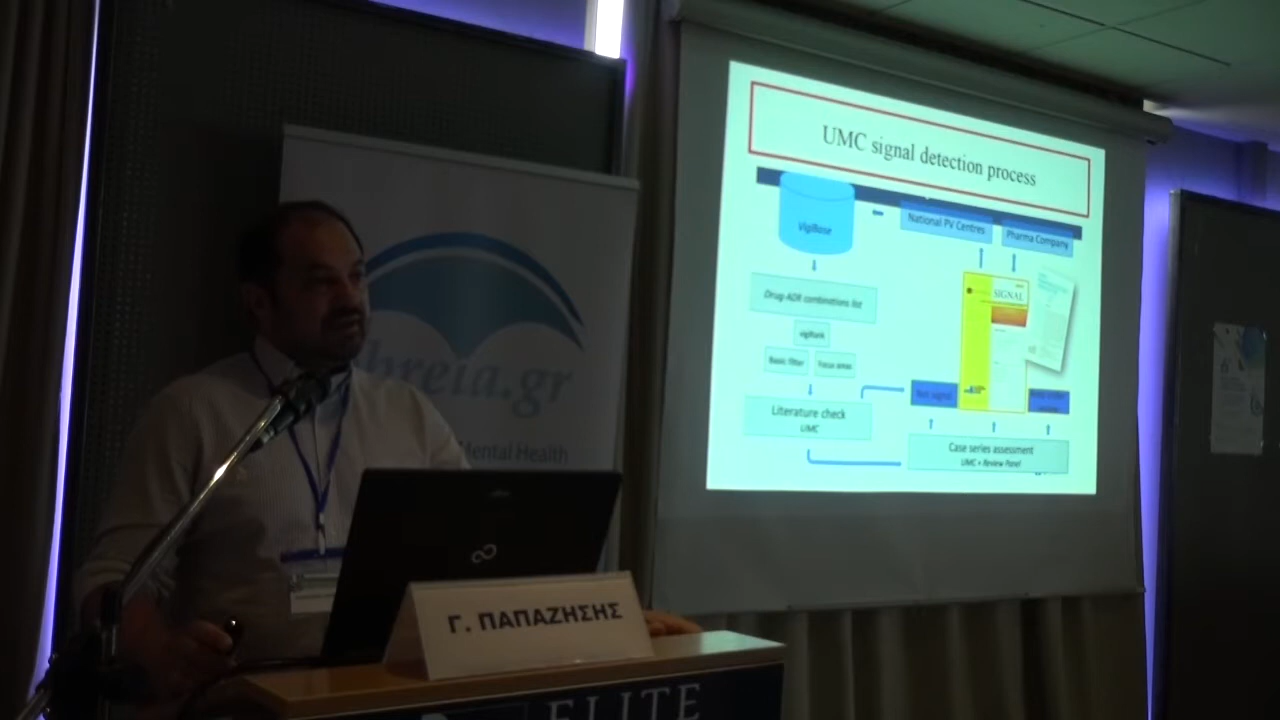 UMC signal detection process
VigiBase
National PV Centres
Pharma Company
Drug-ADR combinations list
vigiRank
Basic filter
Focus areas
SIGNAL
Literature check
UMC
Not signal
Case series assessment
UMC + Review Panel
breia.gr
Mental Health
Γ. ΠΑΠΑΖΗΣΗΣ
ELITE